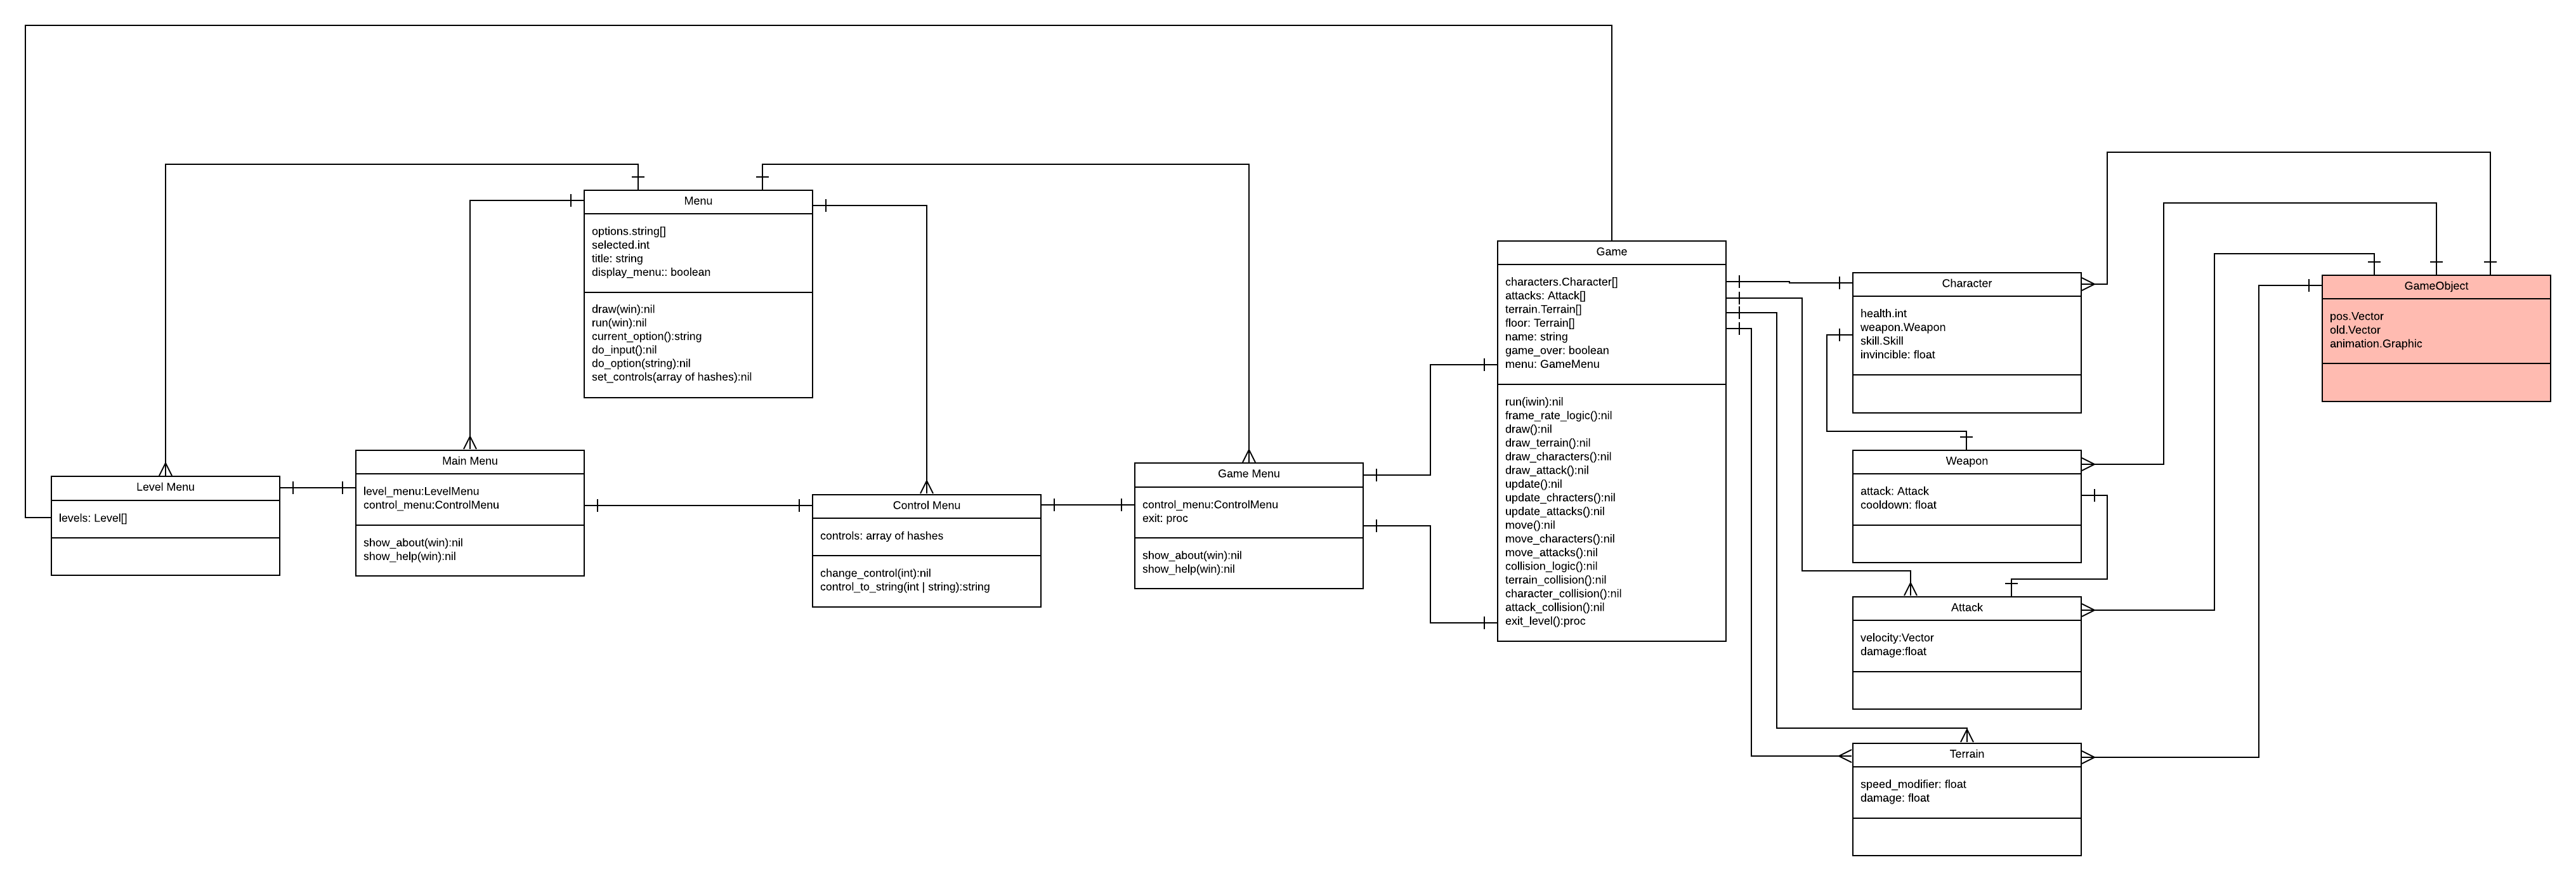 Menu
options.string[]
selected.int
title: string
display_menu:: boolean
draw(win):nil
run(win):nil
current_option():string
do_input():nil
do_option(string):nil
set_controls(array of hashes):nil
Level Menu
levels: Level[]
Main Menu
level_menu:LevelMenu
control_menu:ControlMenu
show_about(win):nil
show_help(win):nil
Control Menu
controls: array of hashes
change_control(int):nil
control_to_string(int | string):string
Game Menu
control_menu:ControlMenu
exit: proc
show_about(win):nil
show_help(win):nil
Game
characters.Character[]
attacks: Attack[]
terrain.Terrain[]
floor: Terrain[]
name: string
game_over: boolean
menu: GameMenu
run(iwin):nil
frame_rate_logic():nil
draw():nil
draw_terrain():nil
draw_characters():nil
draw_attack():nil
update():nil
update_chracters():nil
update_attacks():nil
move():nil
move_characters():nil
move_attacks():nil
collision_logic():nil
terrain_collision():nil
character_collision():nil
attack_collision():nil
exit_level():proc
Character
health.int
weapon.Weapon
skill.Skill
invincible: float
Weapon
attack: Attack
cooldown: float
Attack
velocity:Vector
damage:float
Terrain
speed_modifier: float
damage: float
GameObject
pos.Vector
old.Vector
animation.Graphic